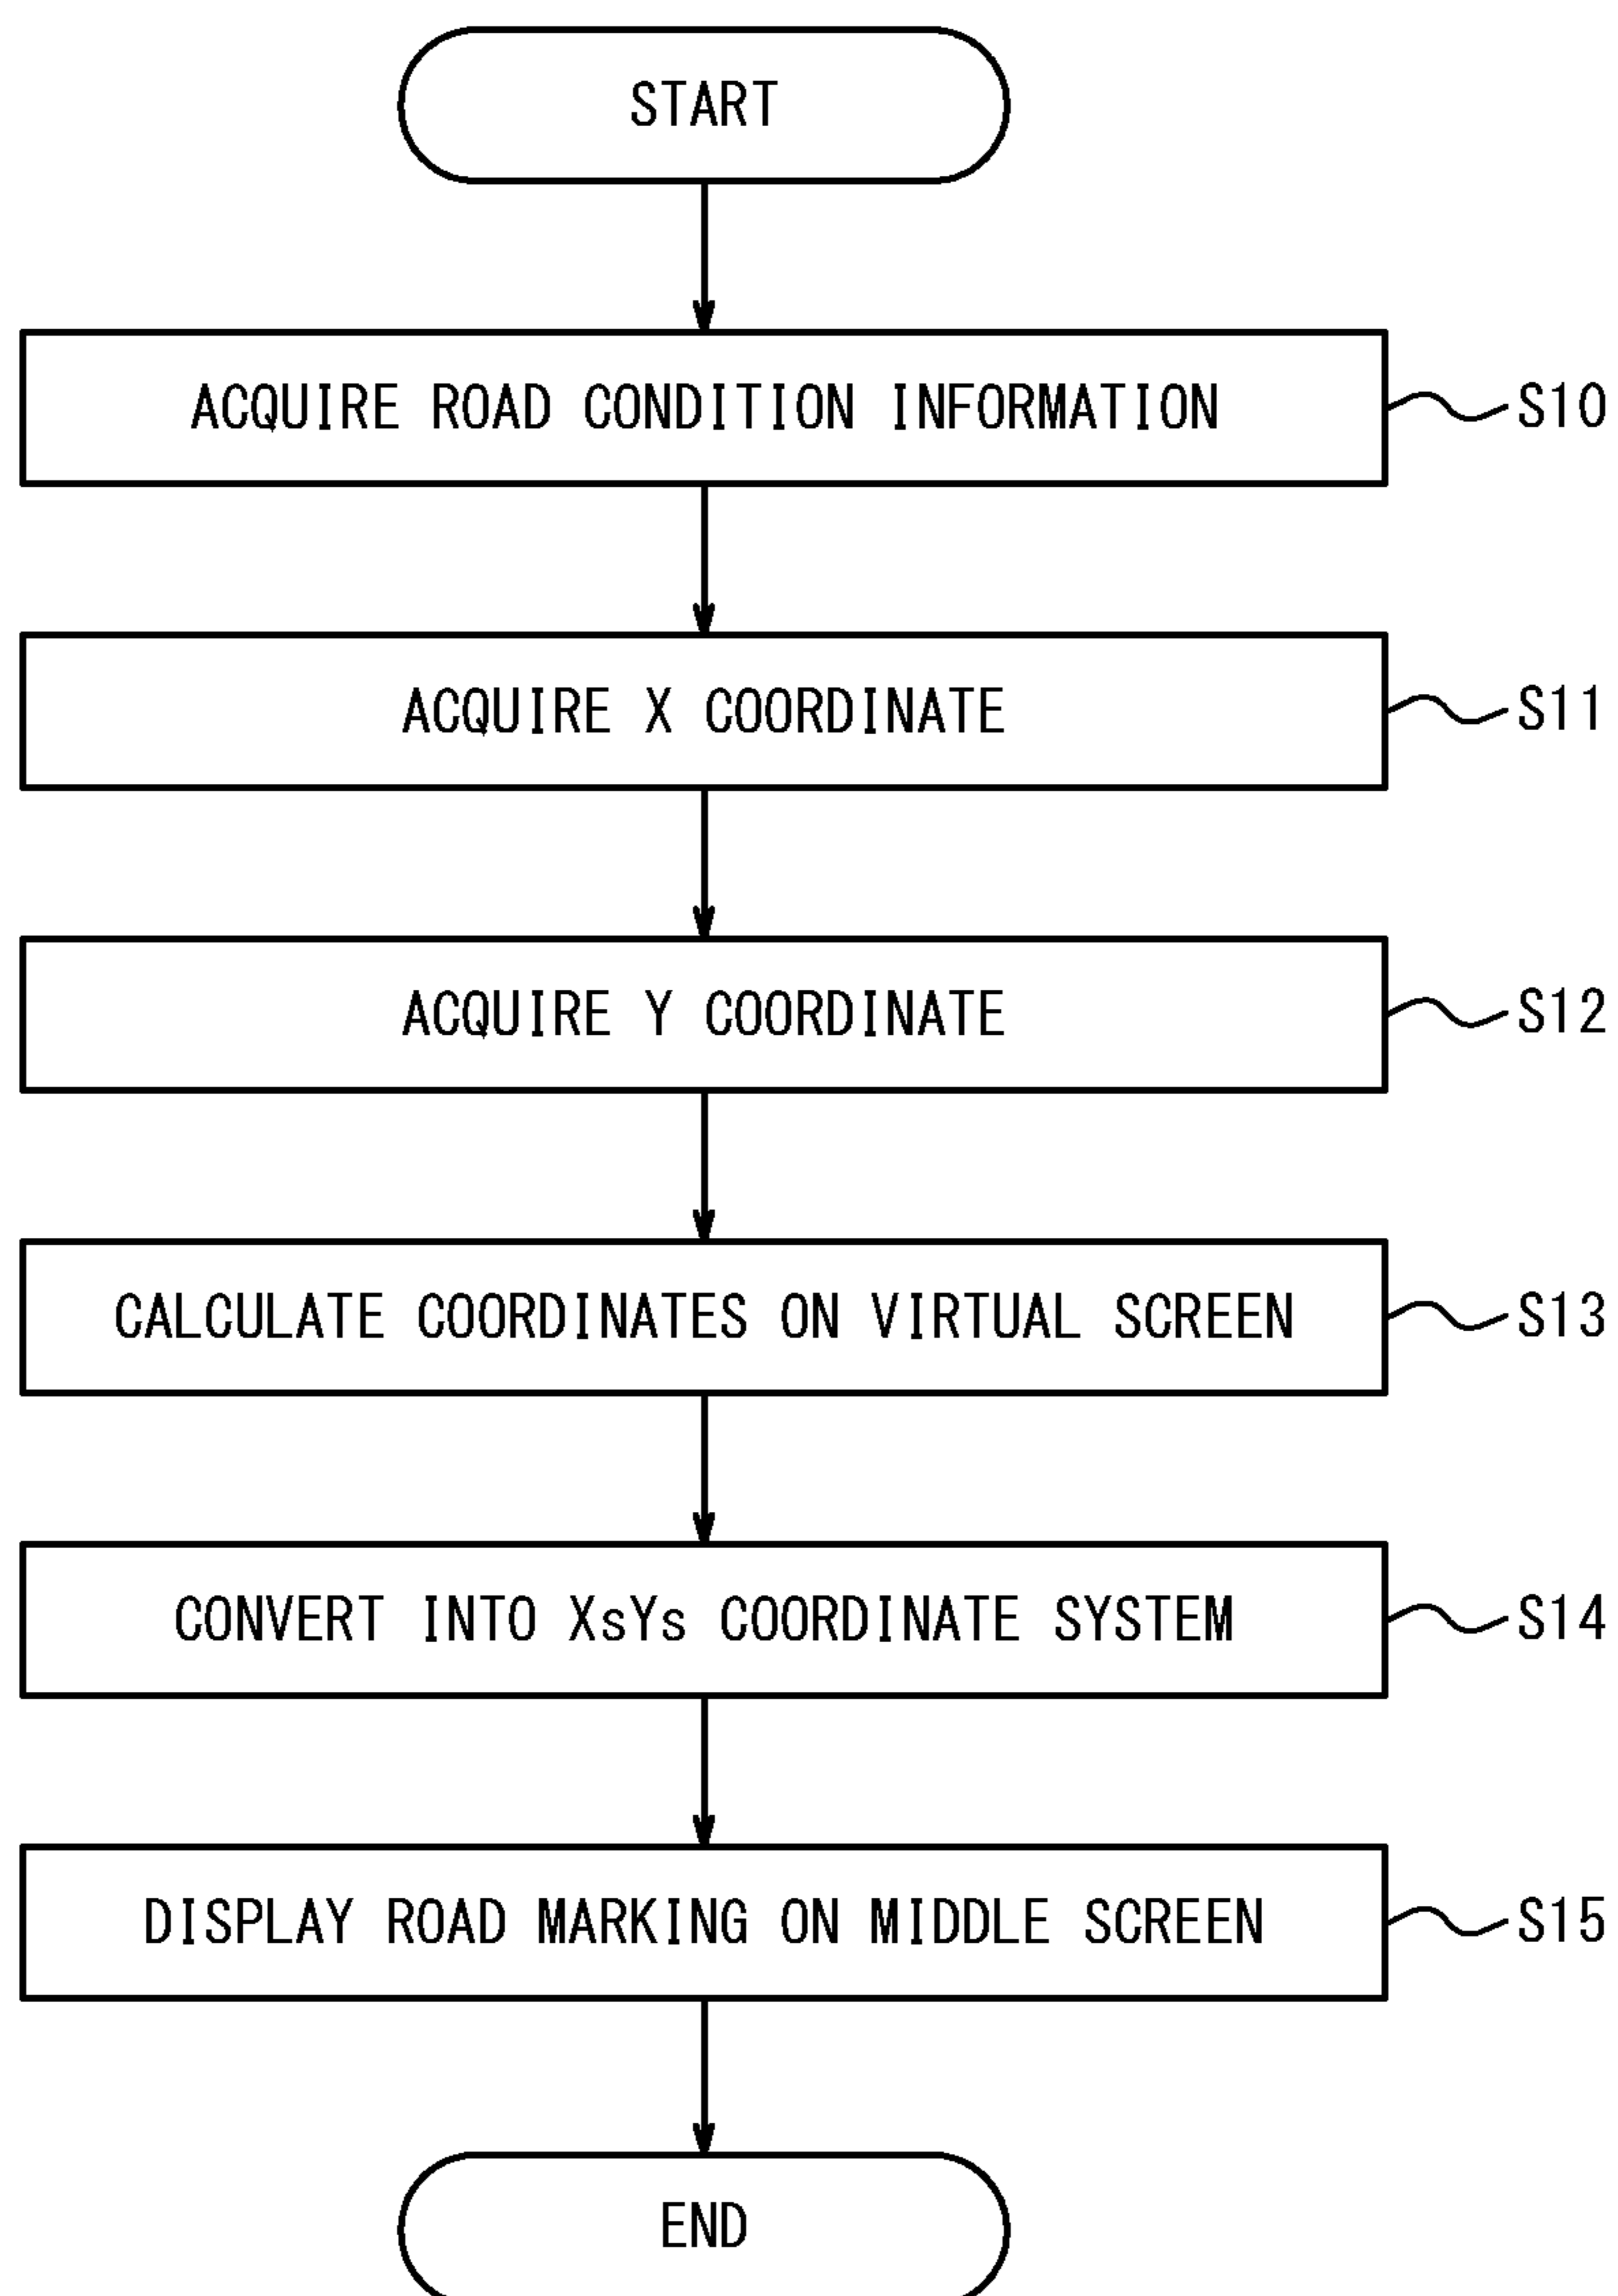 START
ACQUIRE ROAD CONDITION INFORMATION S10
ACQUIRE X COORDINATE S11
ACQUIRE Y COORDINATE S12
CALCULATE COORDINATES ON VIRTUAL SCREEN S13
CONVERT INTO XsYs COORDINATE SYSTEM S14
DISPLAY ROAD MARKING ON MIDDLE SCREEN S15
END